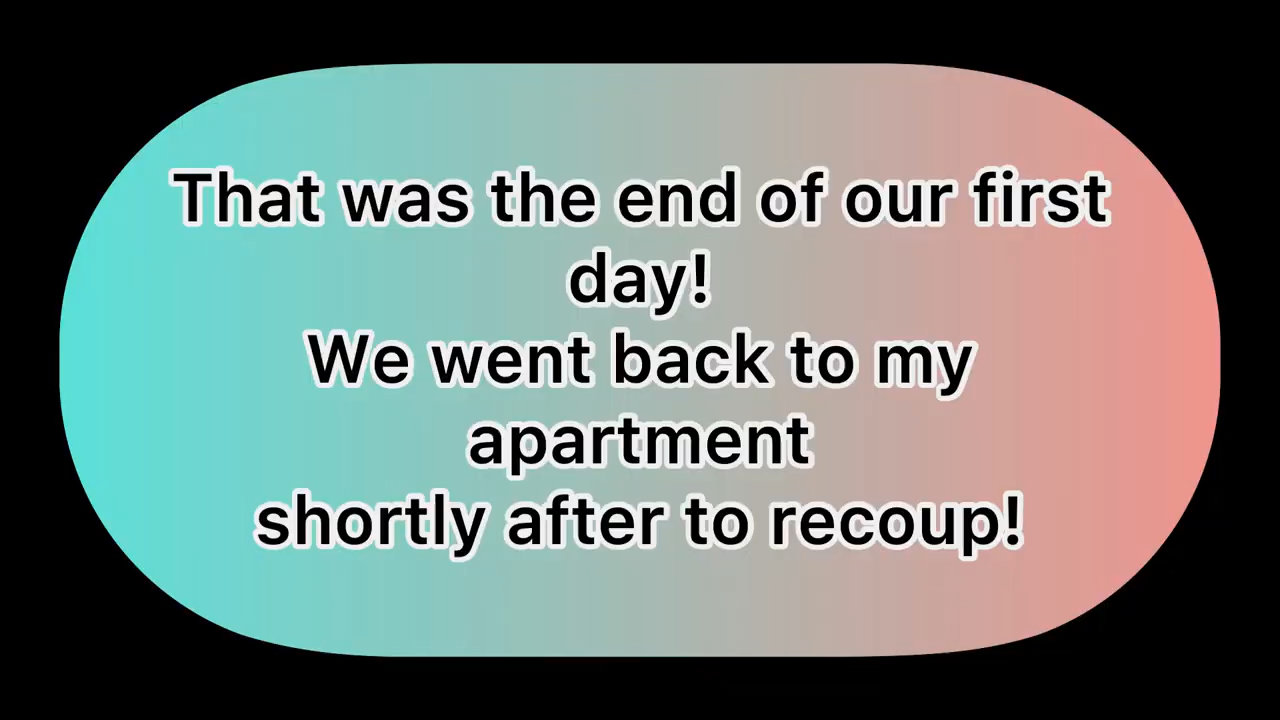 That was the end of our first
day!
We went back to my
apartment
shortly after to recoup!